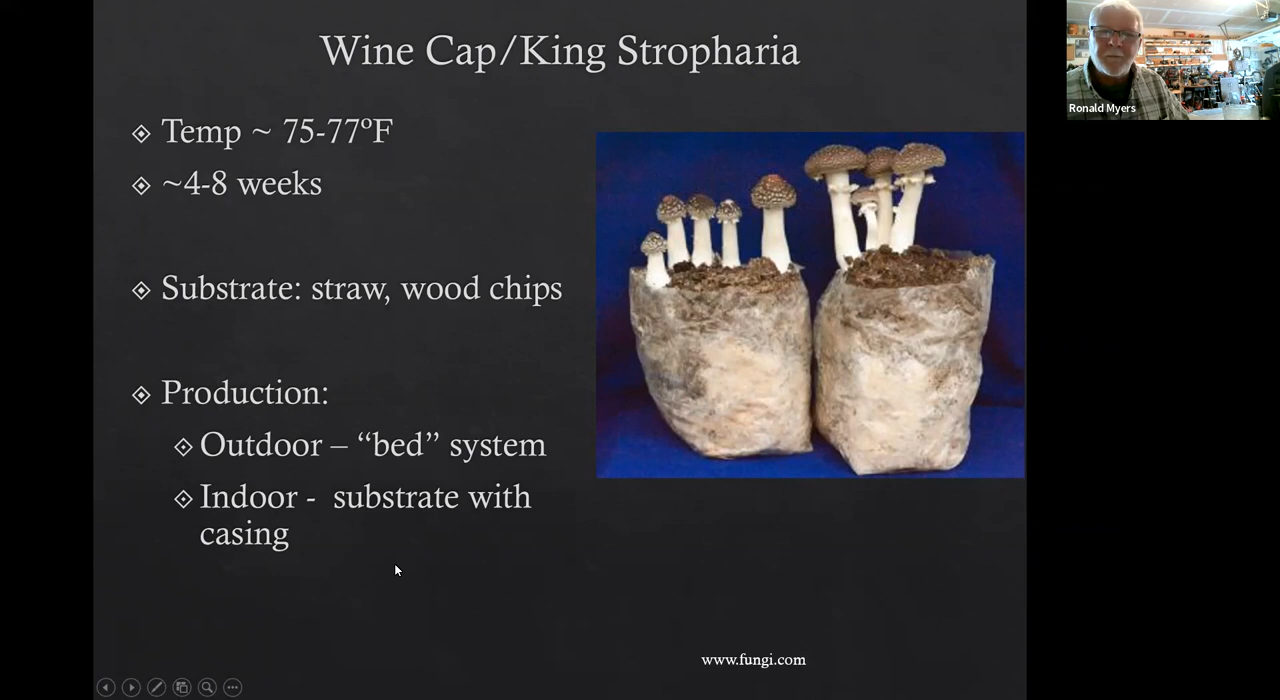 Wine Cap/King Stropharia
Temp ~ 75-77ºF
~4-8 weeks
Substrate: straw, wood chips
Production:
Outdoor – “bed” system
Indoor -  substrate with
casing
www.fungi.com
Ronald Myers